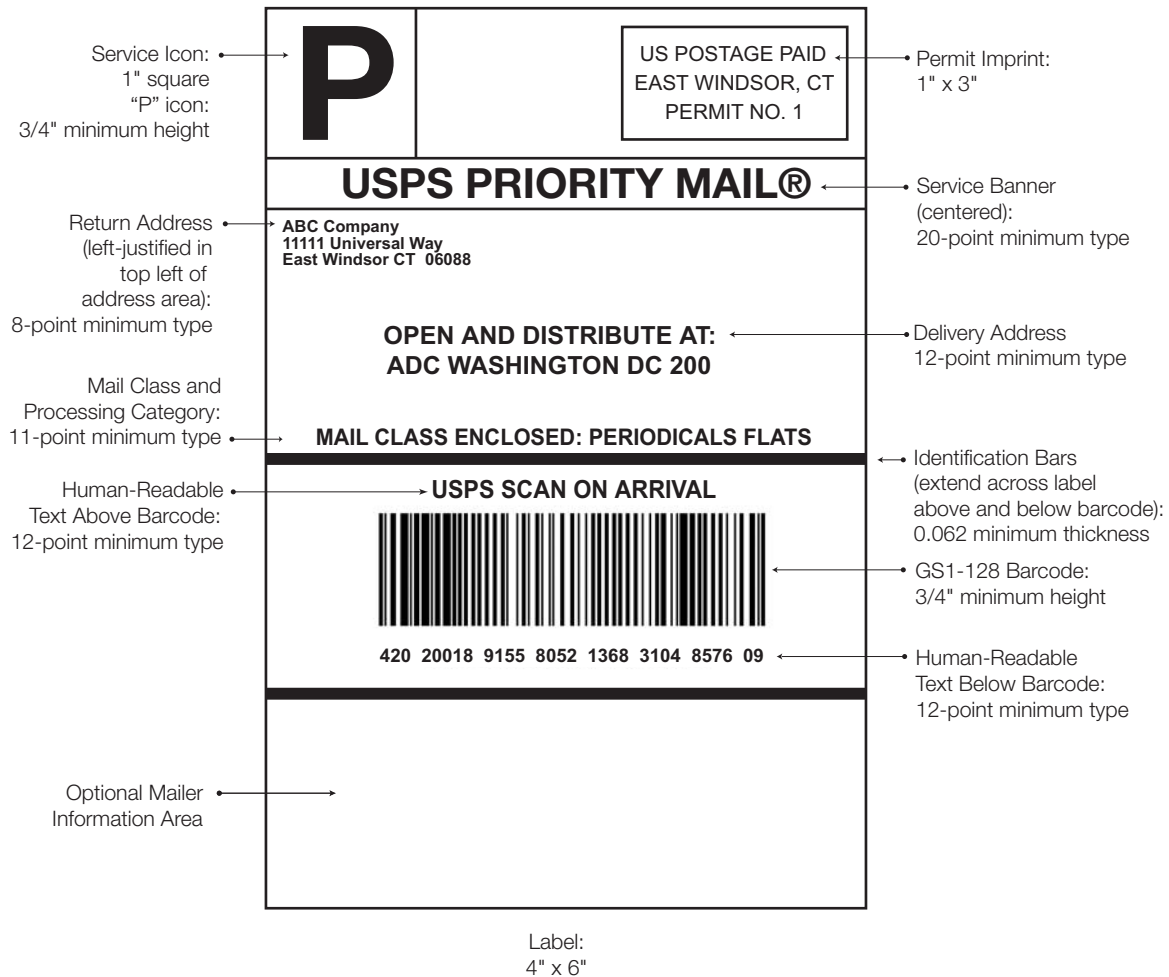 Service Icon:
1" square
“P” icon:
3/4" minimum height
P
US POSTAGE PAID
EAST WINDSOR, CT
PERMIT NO. 1
Permit Imprint:
1" x 3"
USPS PRIORITY MAIL®
Service Banner
(centered):
20-point minimum type
Return Address
(left-justified in
top left of
address area):
8-point minimum type
ABC Company
11111 Universal Way
East Windsor CT  06088
OPEN AND DISTRIBUTE AT:
ADC WASHINGTON DC 200
Delivery Address
12-point minimum type
Mail Class and
Processing Category:
11-point minimum type
MAIL CLASS ENCLOSED: PERIODICALS FLATS
Identification Bars
(extend across label
above and below barcode):
0.062 minimum thickness
Human-Readable
Text Above Barcode:
12-point minimum type
USPS SCAN ON ARRIVAL
GS1-128 Barcode:
3/4" minimum height
420 20018 9155 8052 1368 3104 8576 09
Human-Readable
Text Below Barcode:
12-point minimum type
Optional Mailer
Information Area
Label:
4" x 6"